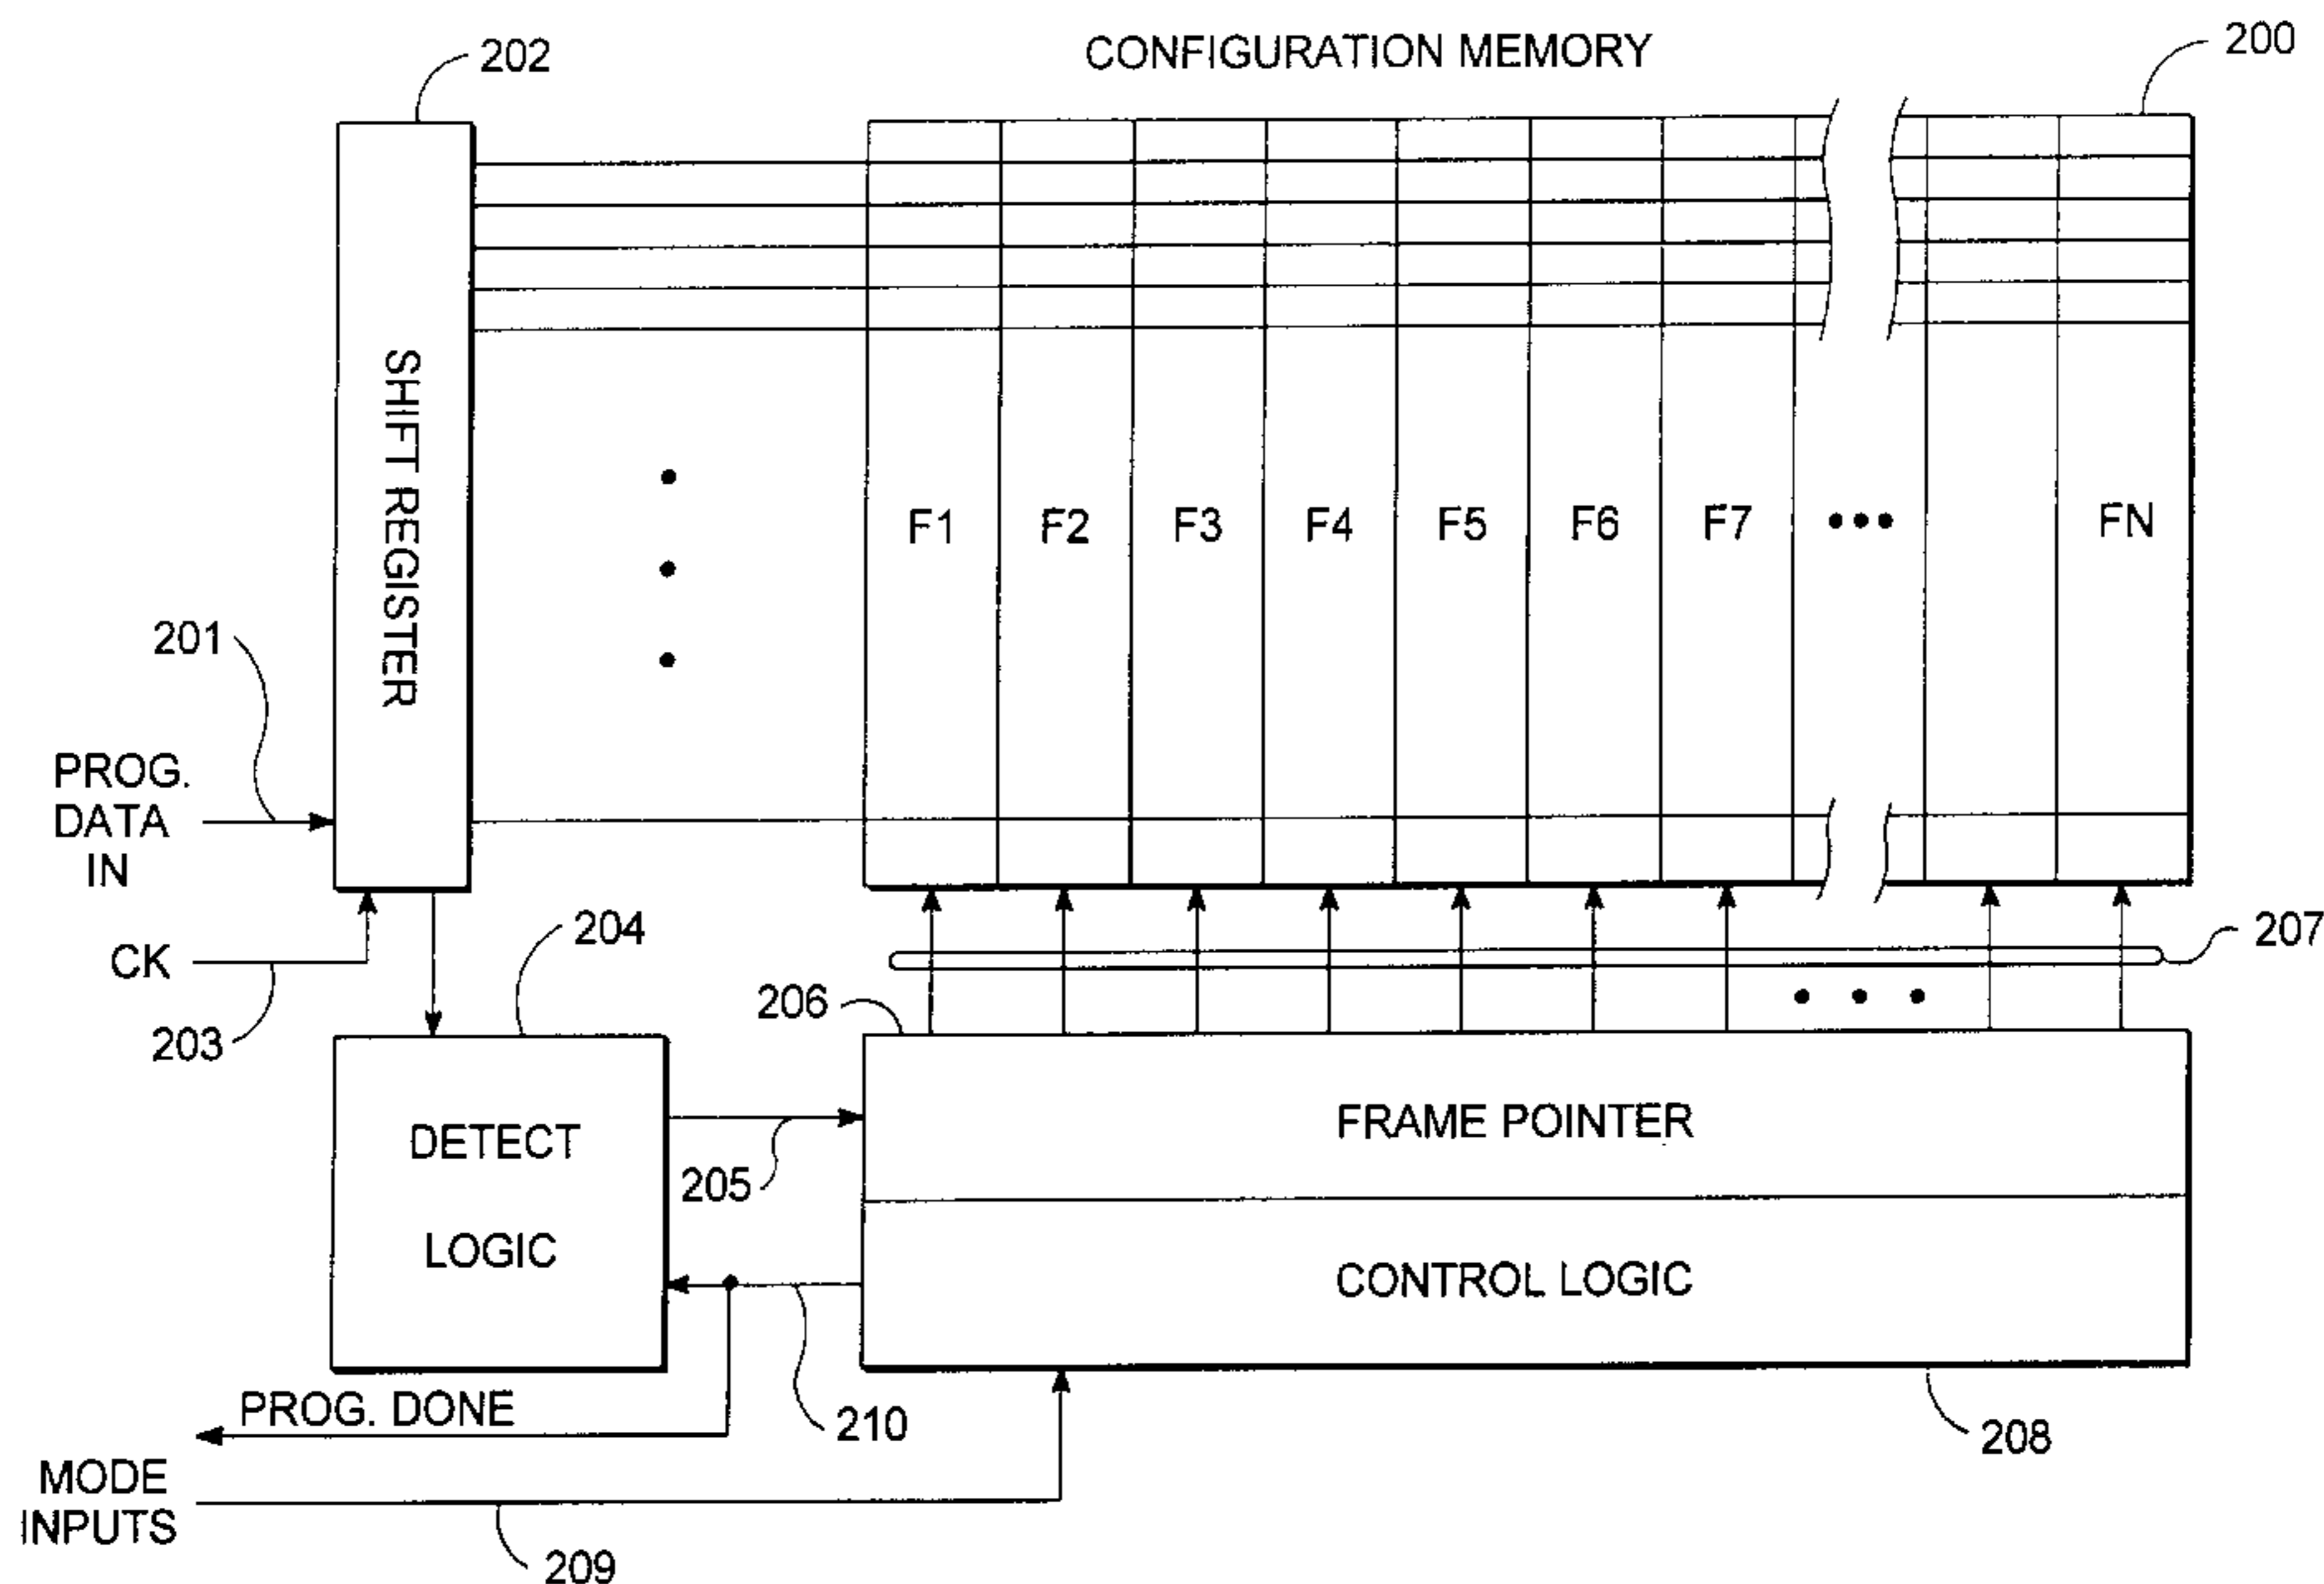 202
CONFIGURATION MEMORY
200
SHIFT REGISTER
F1 F2 F3 F4 F5 F6 F7 ••• FN
201
PROG.
DATA
IN
CK
203
204
206
207
DETECT
LOGIC
205
FRAME POINTER
CONTROL LOGIC
PROG. DONE
210
208
MODE
INPUTS
209